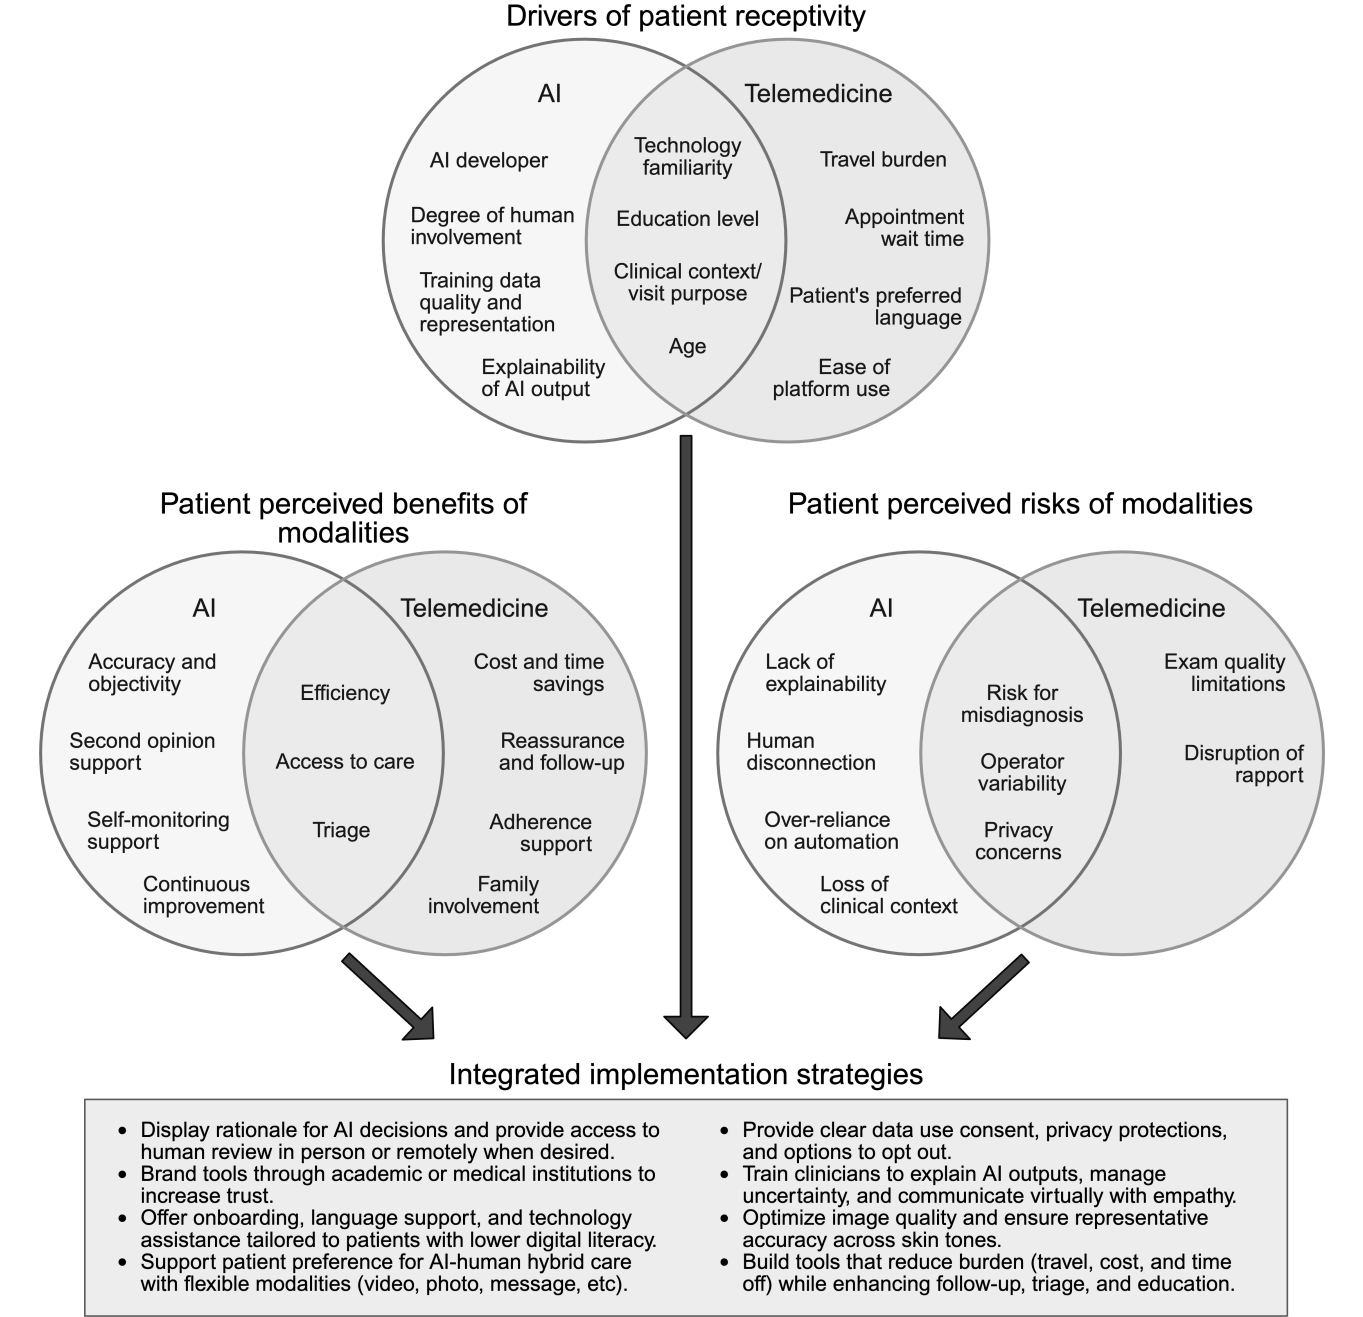 Drivers of patient receptivity
AI
AI developer
Degree of human
involvement
Training data
quality and
representation
Explainability
of AI output
Technology
familiarity
Education level
Clinical context/
visit purpose
Age
Telemedicine
Travel burden
Appointment
wait time
Patient's preferred
language
Ease of
platform use
Patient perceived benefits of
modalities
AI
Accuracy and
objectivity
Second opinion
support
Self-monitoring
support
Continuous
improvement
Efficiency
Access to care
Triage
Telemedicine
Cost and time
savings
Reassurance
and follow-up
Adherence
support
Family
involvement
Patient perceived risks of modalities
AI
Lack of
explainability
Human
disconnection
Over-reliance
on automation
Loss of
clinical context
Risk for
misdiagnosis
Operator
variability
Privacy
concerns
Telemedicine
Exam quality
limitations
Disruption of
rapport
Integrated implementation strategies
• Display rationale for AI decisions and provide access to
human review in person or remotely when desired.
• Brand tools through academic or medical institutions to
increase trust.
• Offer onboarding, language support, and technology
assistance tailored to patients with lower digital literacy.
• Support patient preference for AI-human hybrid care
with flexible modalities (video, photo, message, etc).
• Provide clear data use consent, privacy protections,
and options to opt out.
• Train clinicians to explain AI outputs, manage
uncertainty, and communicate virtually with empathy.
• Optimize image quality and ensure representative
accuracy across skin tones.
• Build tools that reduce burden (travel, cost, and time
off) while enhancing follow-up, triage, and education.